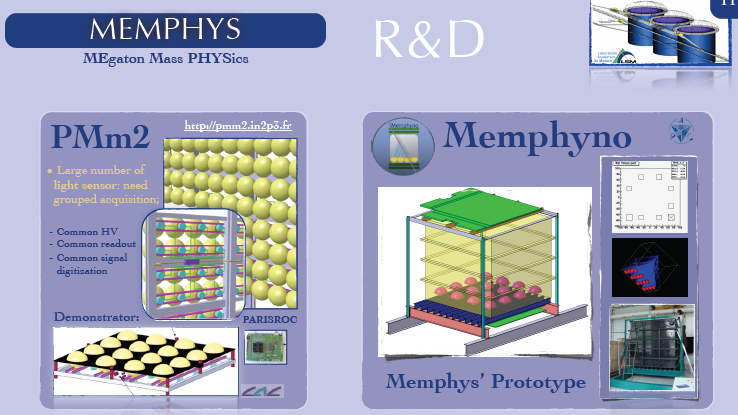 MEMPHYS
MEgaton Mass PHYSics
R&D
11
LSM
PMm2
http://pmm2.in2p3.fr
• Large number of
light sensor: need
grouped acquisition;
- Common HV
- Common readout
- Common signal
digitization
Demonstrator:
PARISROC
Memphyno
Memphys' Prototype